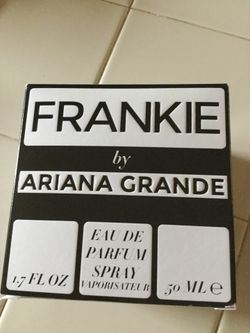 FRANKIE
by
ARIANA GRANDE
1.7 FL OZ
EAU DE
PARFUM
SPRAY
VAPORISATEUR
50 ML ℮